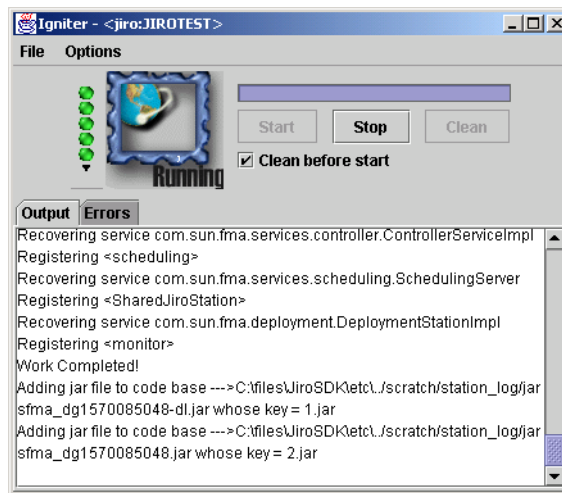 Igniter - <jiro:JIROTEST>
File Options
Start Stop Clean
Clean before start
Running
Output Errors
Recovering service com.sun.fma.services.controller.ControllerServiceImpl
Registering <scheduling>
Recovering service com.sun.fma.services.scheduling.SchedulingServer
Registering <SharedJiroStation>
Recovering service com.sun.fma.deployment.DeploymentStationImpl
Registering <monitor>
Work Completed!
Adding jar file to code base --->C:\files\JiroSDK\etc\../scratch/station_log/jar
sfma_dg1570085048-dl.jar whose key = 1.jar
Adding jar file to code base --->C:\files\JiroSDK\etc\../scratch/station_log/jar
sfma_dg1570085048.jar whose key = 2.jar